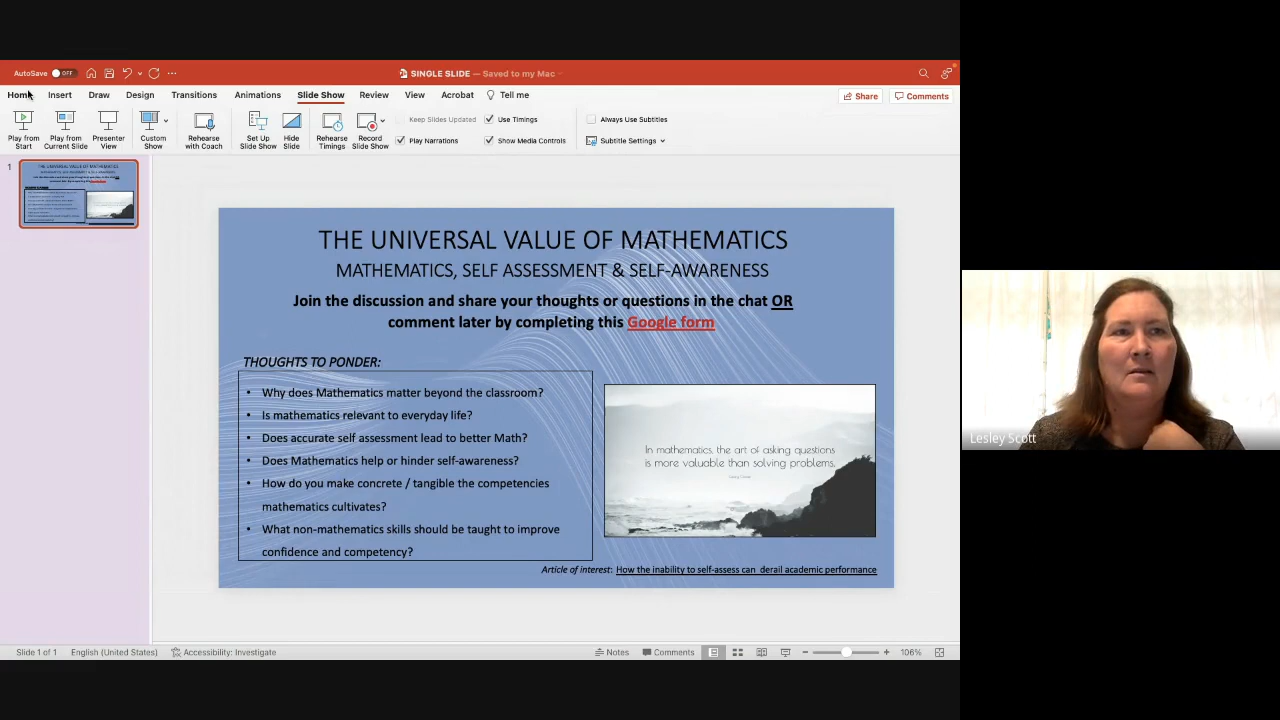 AutoSave OFF
SINGLE SLIDE — Saved to my Mac
Home Insert Draw Design Transitions Animations Slide Show Review View Acrobat Tell me
Share Comments
Play from Start
Play from Current Slide
Presenter View
Custom Show
Rehearse with Coach
Set Up Slide Show
Hide Slide
Rehearse Timings
Record Slide Show
Keep Slides Updated
Play Narrations
Use Timings
Show Media Controls
Always Use Subtitles
Subtitle Settings
1
THE UNIVERSAL VALUE OF MATHEMATICS
MATHEMATICS, SELF ASSESSMENT & SELF-AWARENESS
Join the discussion and share your thoughts or questions in the chat OR
comment later by completing this Google form
THOUGHTS TO PONDER:
• Why does Mathematics matter beyond the classroom?
• Is mathematics relevant to everyday life?
• Does accurate self assessment lead to better Math?
• Does Mathematics help or hinder self-awareness?
• How do you make concrete / tangible the competencies
mathematics cultivates?
• What non-mathematics skills should be taught to improve
confidence and competency?
In mathematics, the art of asking questions
is more valuable than solving problems.
Article of interest: How the inability to self-assess can derail academic performance
Lesley Scott
Slide 1 of 1 English (United States) Accessibility: Investigate
Notes Comments 106%